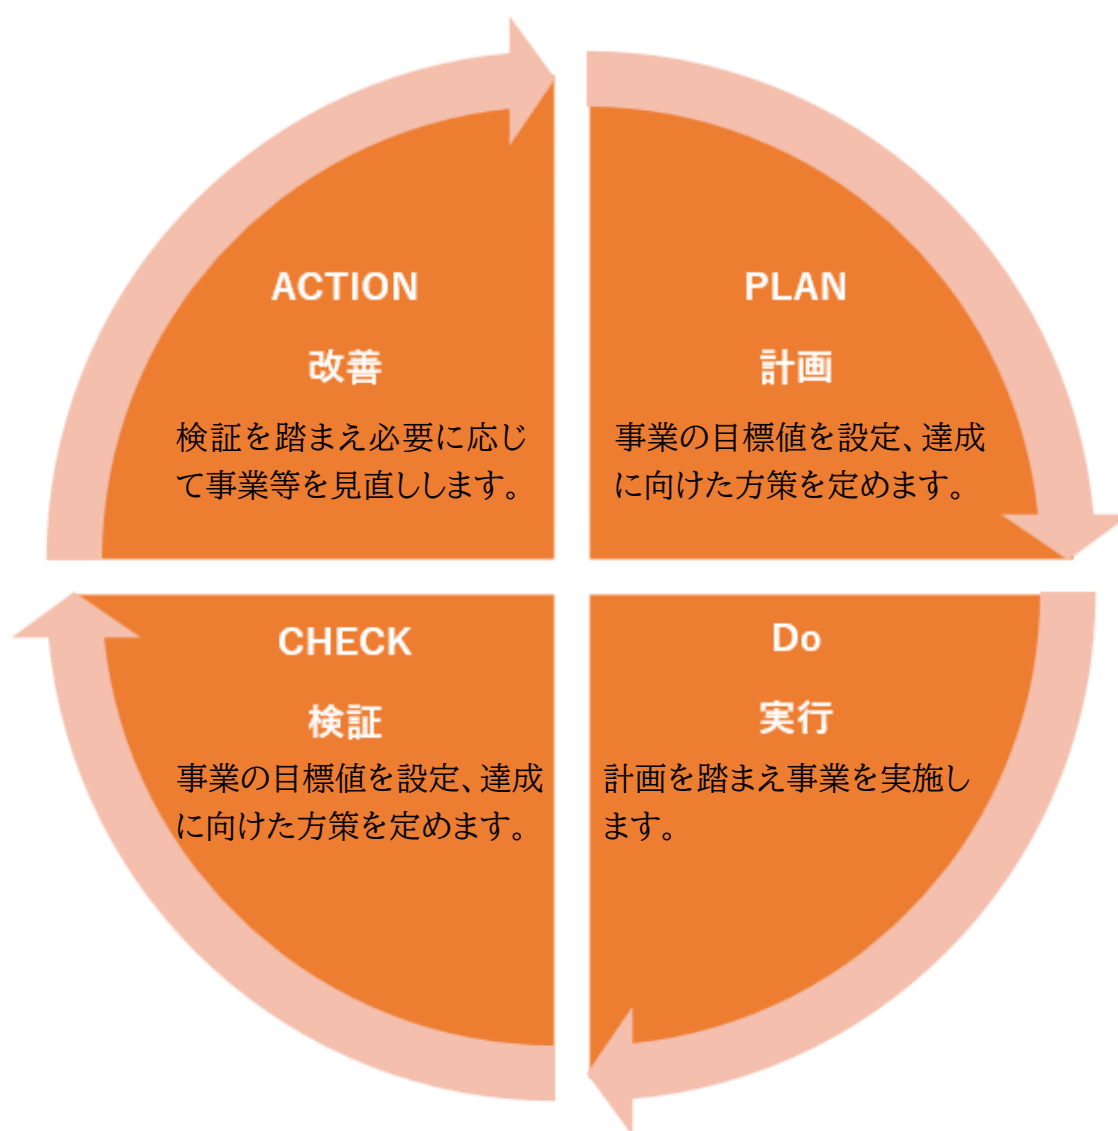 ACTION
改善
検証を踏まえ必要に応じ
て事業等を見直しします。
PLAN
計画
事業の目標値を設定、達成
に向けた方策を定めます。
CHECK
検証
事業の目標値を設定、達成
に向けた方策を定めます。
Do
実行
計画を踏まえ事業を実施し
ます。